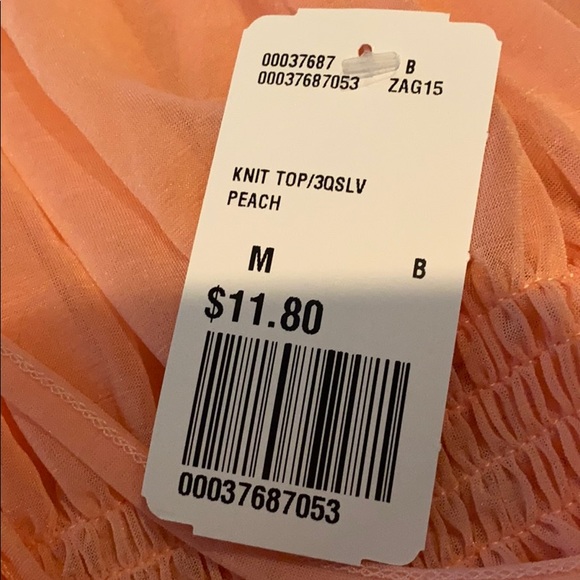 00037687 B
00037687053 ZAG15
KNIT TOP/3QSLV
PEACH
M B
$11.80
00037687053